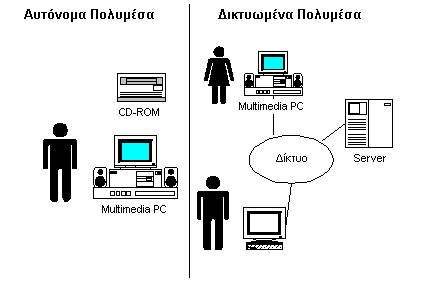 Αυτόνομα Πολυμέσα
CD-ROM
Multimedia PC
Δικτυωμένα Πολυμέσα
Multimedia PC
Δίκτυο
Server